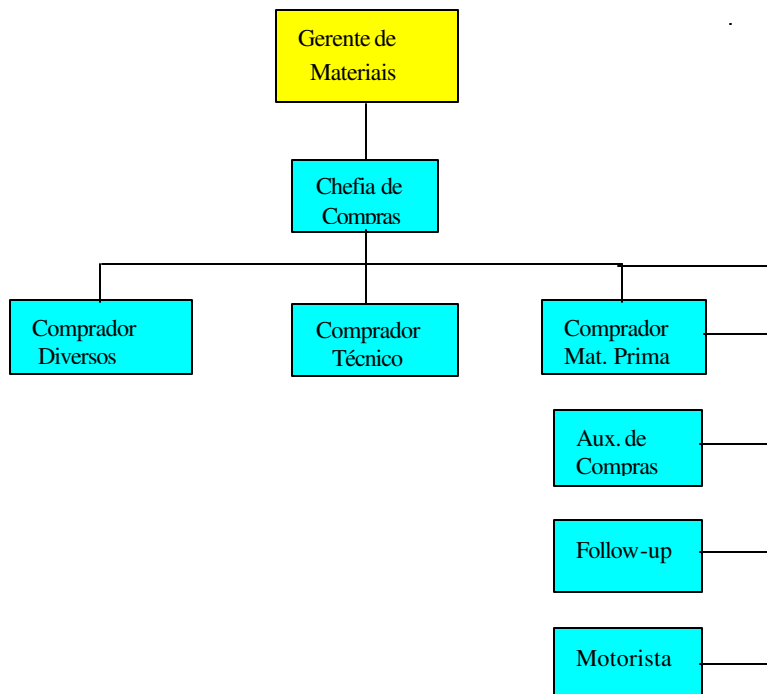 Gerente de
Materiais
Chefia de
Compras
Comprador
Diversos
Comprador
Técnico
Comprador
Mat. Prima
Aux. de
Compras
Follow-up
Motorista